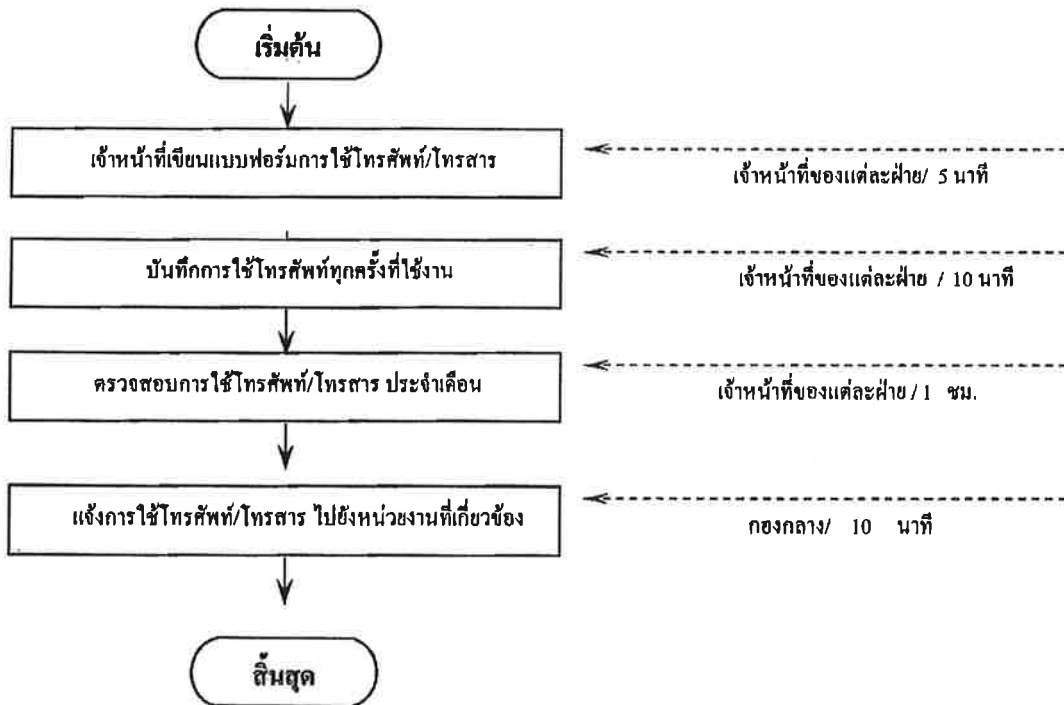 เริ่มต้น
เจ้าหน้าที่เขียนแบบฟอร์มการใช้โทรศัพท์/โทรสาร
เจ้าหน้าที่ของแต่ละฝ่าย/ 5 นาที
บันทึกการใช้โทรศัพท์ทุกครั้งที่ใช้งาน
เจ้าหน้าที่ของแต่ละฝ่าย / 10 นาที
ตรวจสอบการใช้โทรศัพท์/โทรสาร ประจำเดือน
เจ้าหน้าที่ของแต่ละฝ่าย / 1 ชม.
แจ้งการใช้โทรศัพท์/โทรสาร ไปยังหน่วยงานที่เกี่ยวข้อง
กองกลาง/ 10 นาที
สิ้นสุด